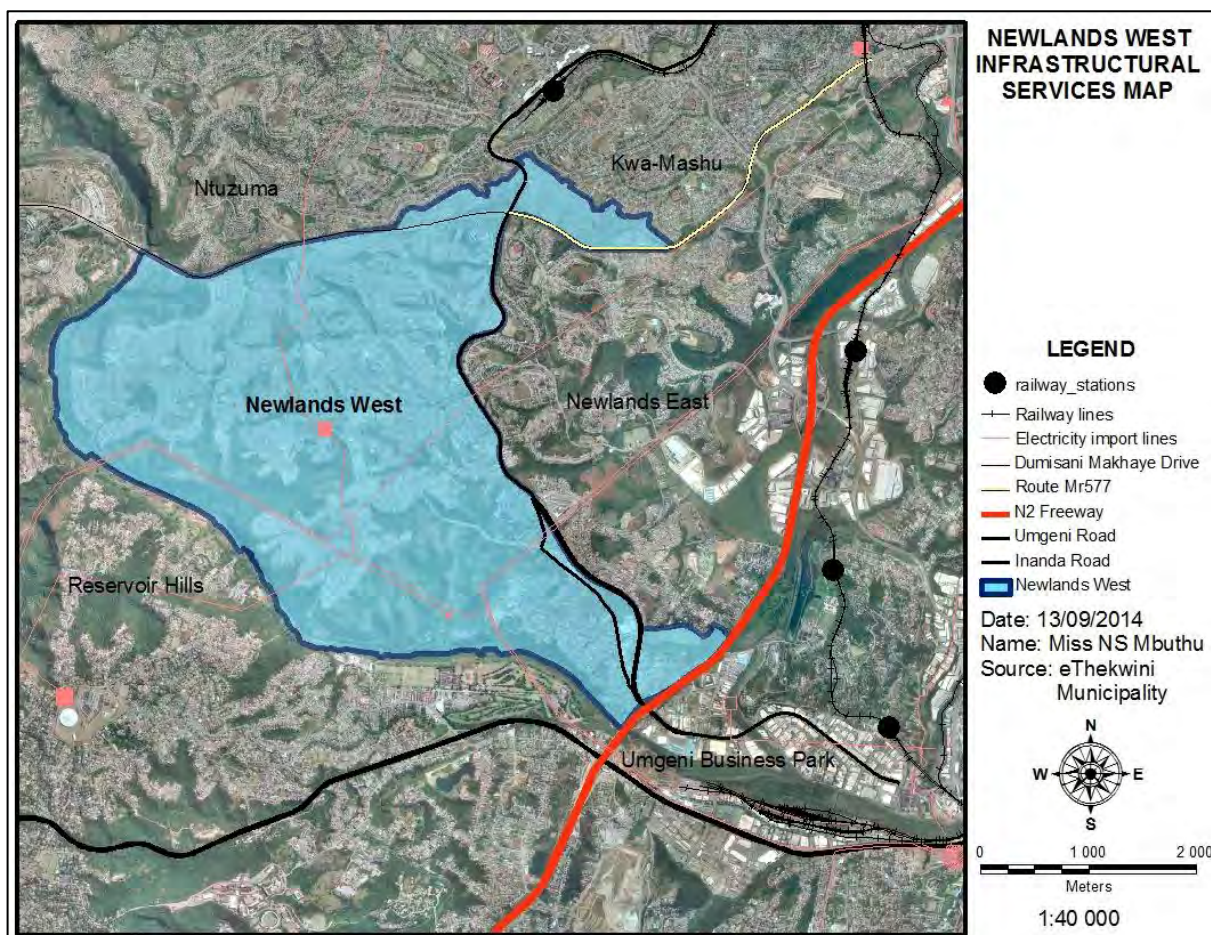 NEWLANDS WEST
INFRASTRUCTURAL
SERVICES MAP
Ntuzuma
Kwa-Mashu
Newlands West
Newlands East
Reservoir Hills
Umgeni Business Park
LEGEND
railway_stations
Railway lines
Electricity import lines
Dumisani Makhaye Drive
Route Mr577
N2 Freeway
Umgeni Road
Inanda Road
Newlands West
Date: 13/09/2014
Name: Miss NS Mbuthu
Source: eThekwini
Municipality
N
W E
S
0 1 000 2 000
Meters
1:40 000